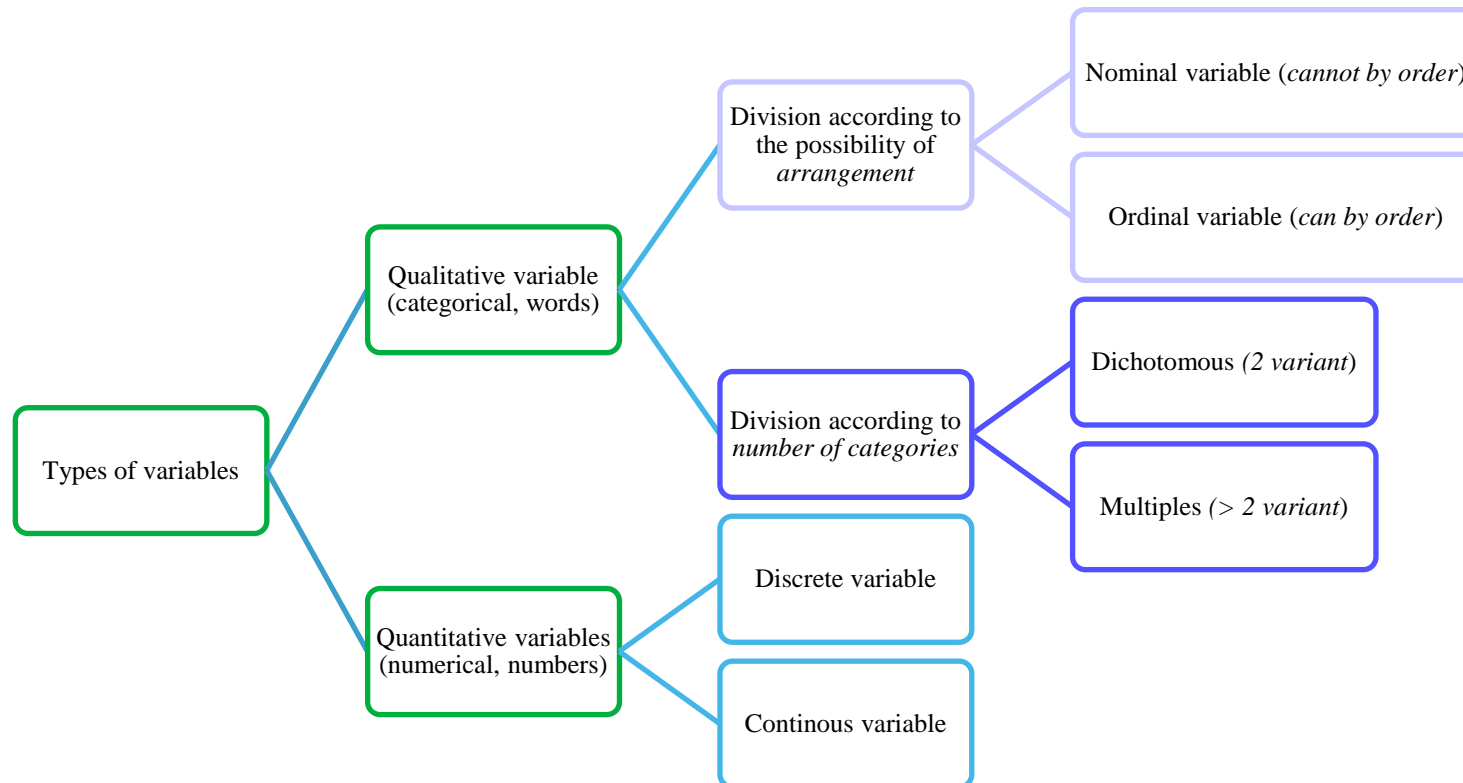 Types of variables
Qualitative variable
(categorical, words)
Division according to
the possibility of
arrangement
Nominal variable (cannot by order)
Ordinal variable (can by order)
Division according to
number of categories
Dichotomous (2 variant)
Multiples (> 2 variant)
Quantitative variables
(numerical, numbers)
Discrete variable
Continous variable